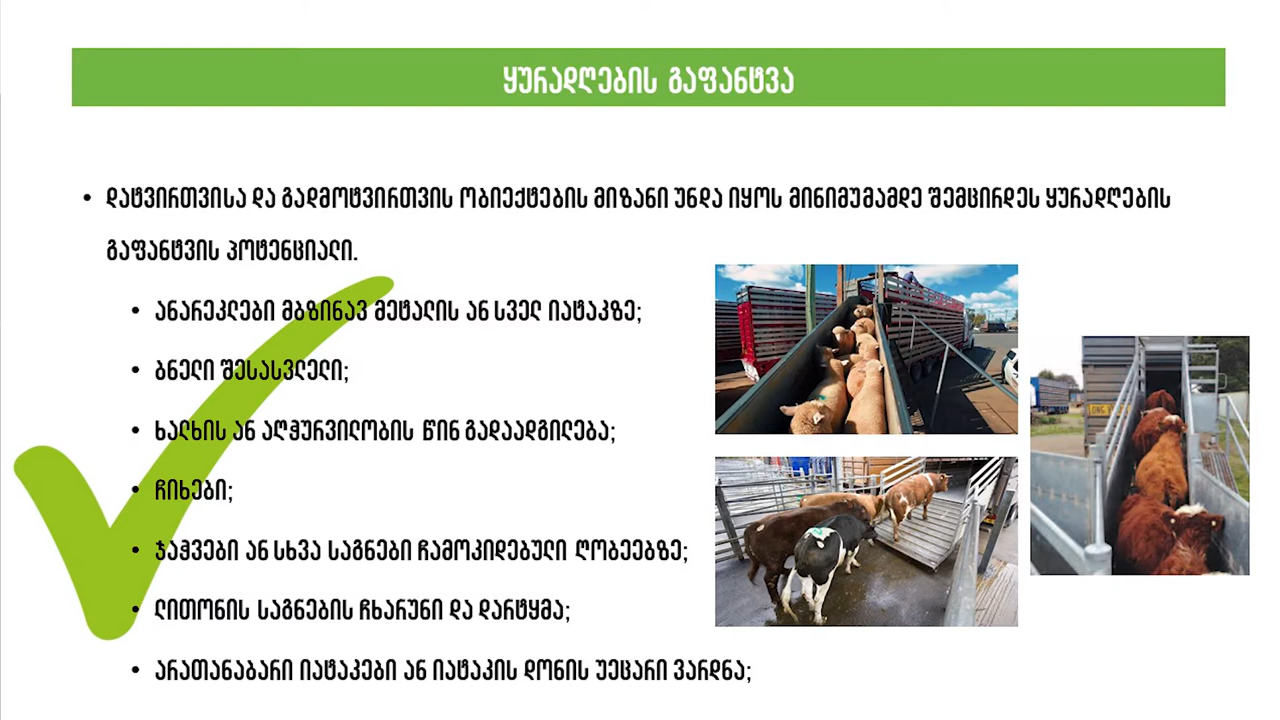 ყურადღების გაფანტვა
• დატვირთვისა და გადმოტვირთვის ობიექტების მიზანი უნდა იყოს მინიმუმამდე შემცირდეს ყურადღების
გაფანტვის პოტენციალი.
• ანარეკლები მბზინავ მეტალის ან სველ იატაკზე;
• ბნელი შესასვლელი;
• ხალხის ან აღჭურვილობის წინ გადაადგილება;
• ჩიხები;
• ჯაჭვები ან სხვა საგნები ჩამოკიდებული ღობეებზე;
• ლითონის საგნების ჩხარუნი და დარტყმა;
• არათანაბარი იატაკები ან იატაკის დონის უეცარი ვარდნა;